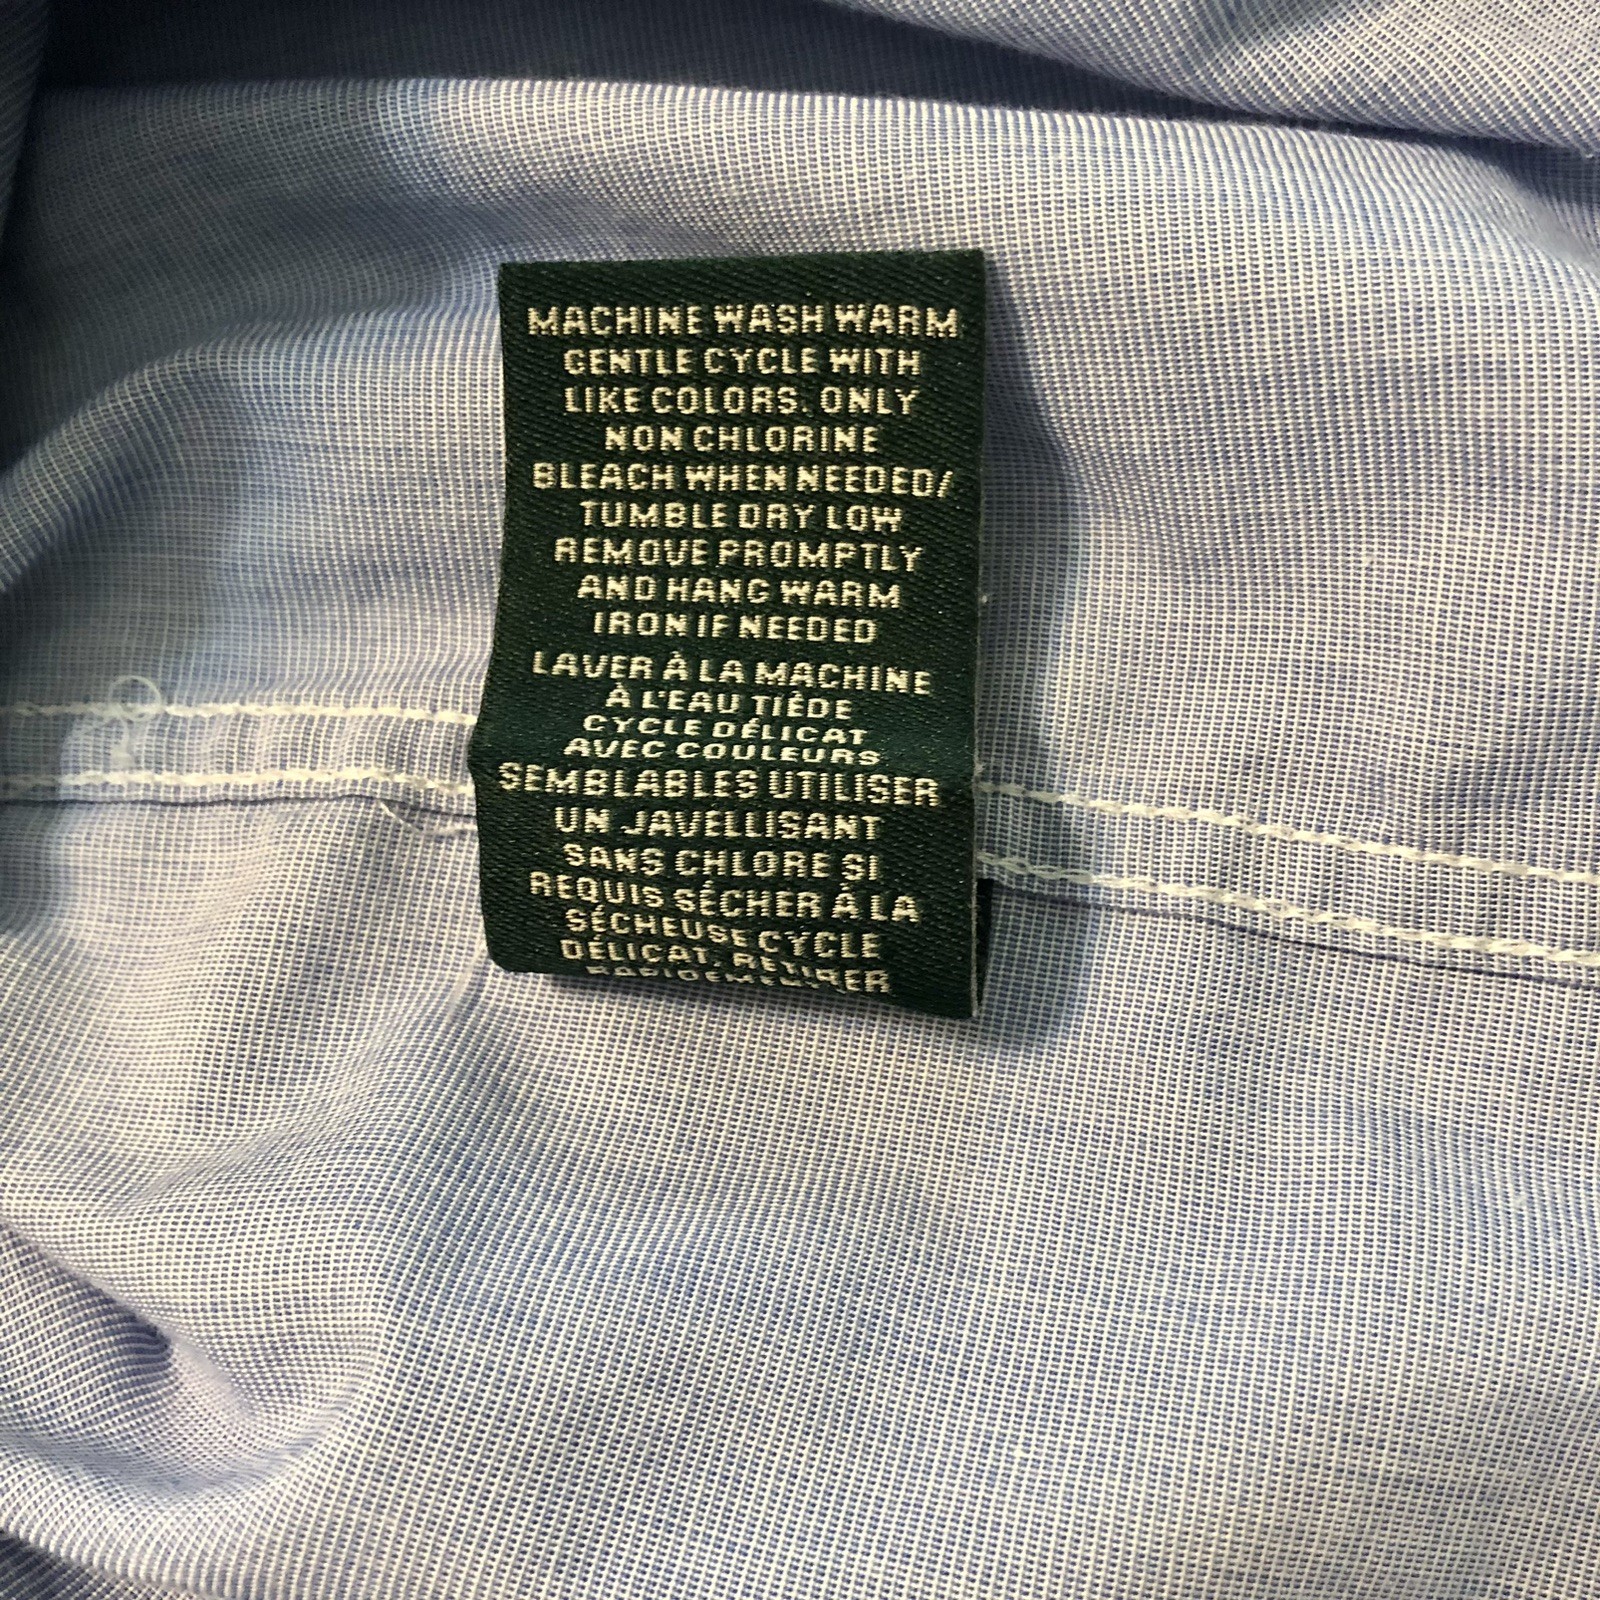 MACHINE WASH WARM
GENTLE CYCLE WITH
LIKE COLORS. ONLY
NON CHLORINE
BLEACH WHEN NEEDED/
TUMBLE DRY LOW
REMOVE PROMPTLY
AND HANG WARM
IRON IF NEEDED
LAVER À LA MACHINE
À L'EAU TIÈDE
CYCLE DÉLICAT
AVEC COULEURS
SEMBLABLES UTILISER
UN JAVELLISANT
SANS CHLORE SI
REQUIS SÉCHER À LA
SÉCHEUSE CYCLE
DÉLICAT, RETIRER